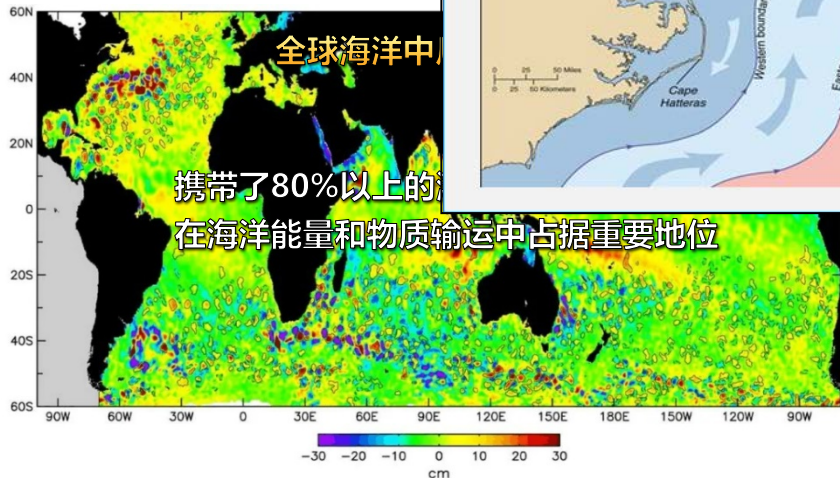 全球海洋中
携带了80%以上的
在海洋能量和物质输运中占据重要地位
60N
40N
20N
0
20S
40S
60S
90W 60W 30W 0 30E 60E 90E 120E 150E 180E 150W 120W 90W
-30 -20 -10 0 10 20 30
cm
0 25 50 Miles
0 25 50 Kilometers
Cape
Hatteras
Western